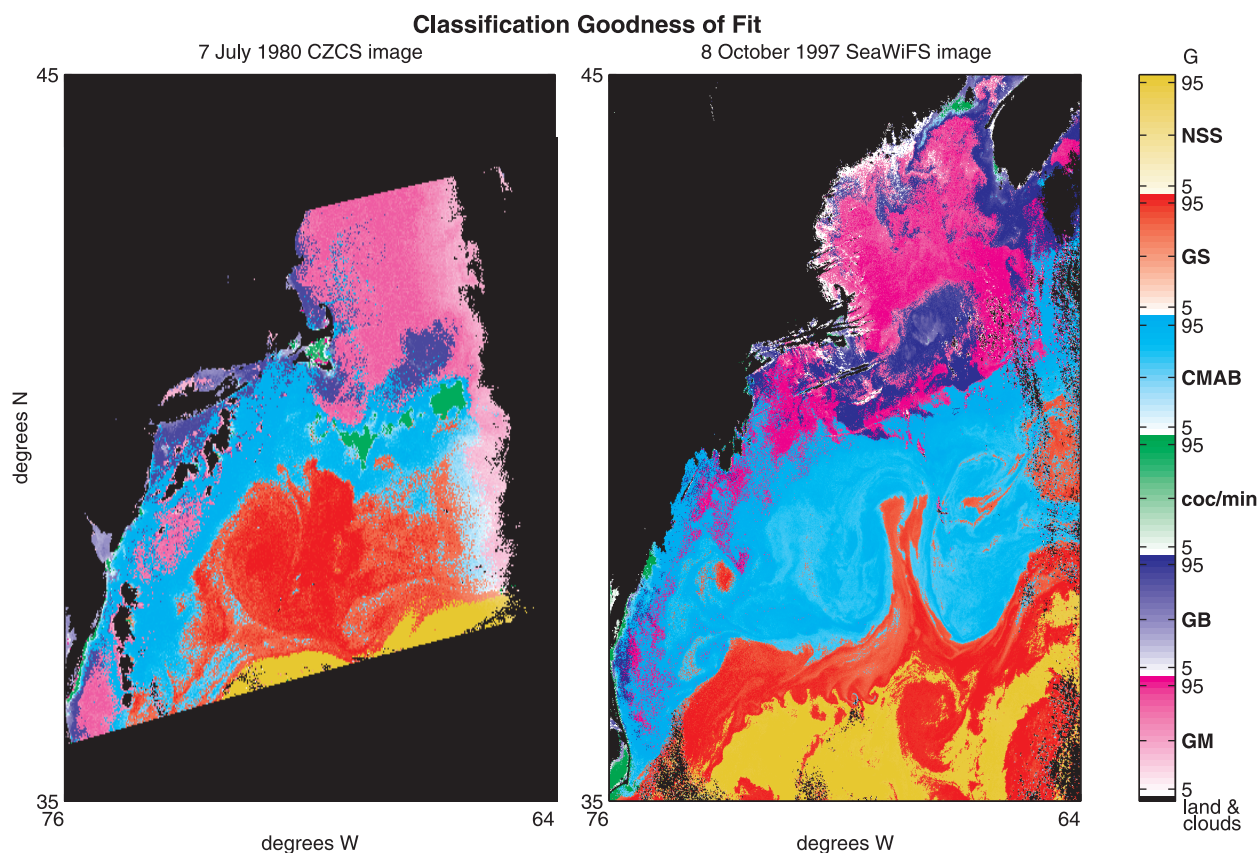 Classification Goodness of Fit
7 July 1980 CZCS image
8 October 1997 SeaWiFS image
45
45
degrees N
35
35
76
64
76
64
degrees W
degrees W
G
95
NSS
5
95
GS
5
95
CMAB
5
95
coc/min
5
95
GB
5
95
GM
5
land &
clouds